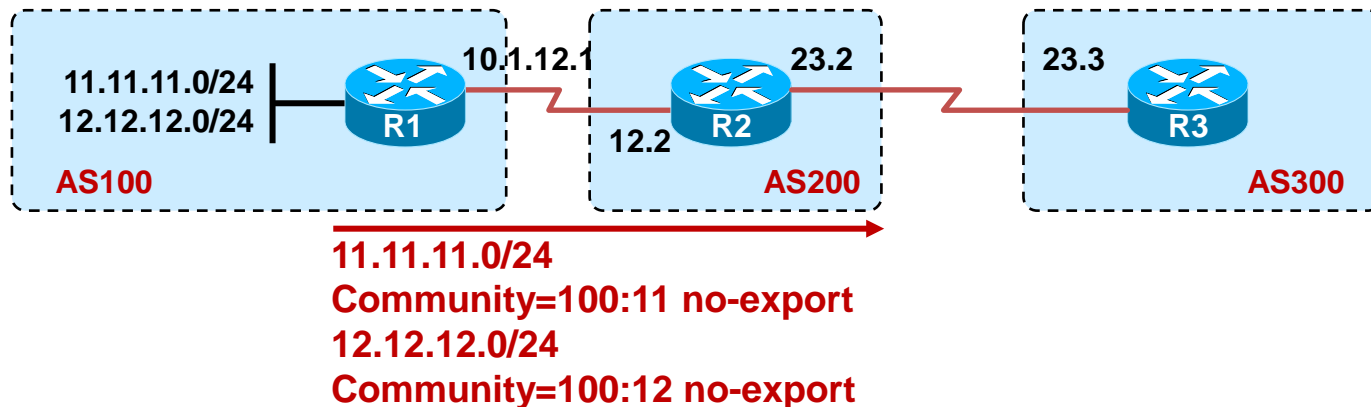 11.11.11.0/24
12.12.12.0/24
R1
AS100
10.1.12.1
12.2
R2
23.2
AS200
23.3
R3
AS300
11.11.11.0/24
Community=100:11 no-export
12.12.12.0/24
Community=100:12 no-export